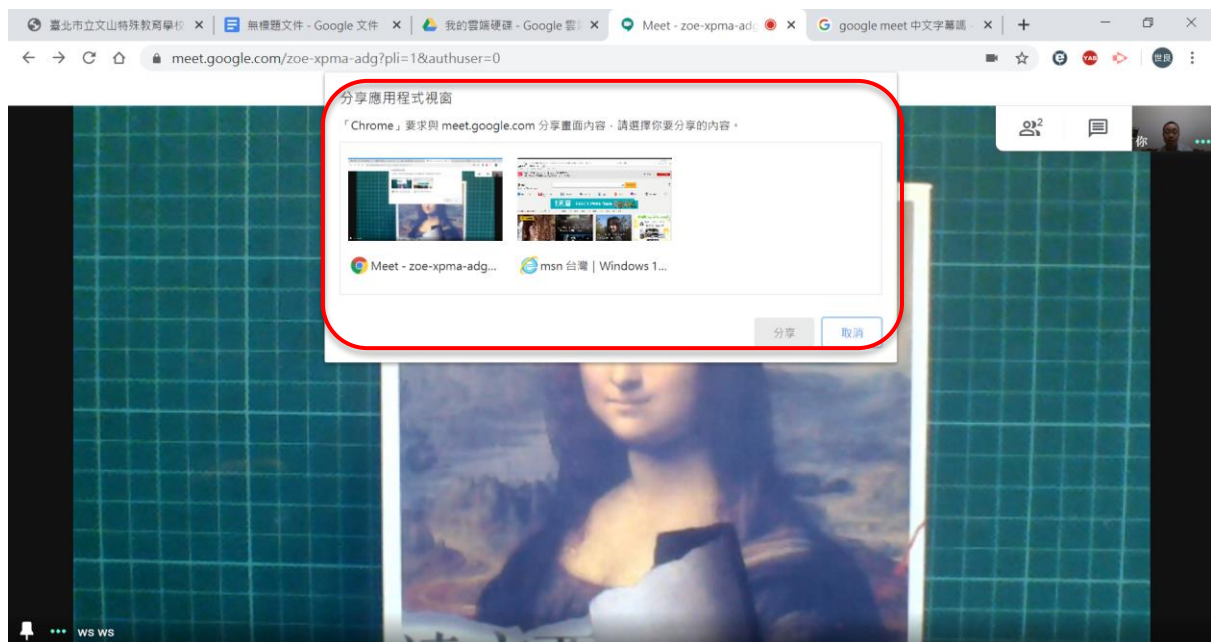 臺北市立文山特殊教育學校
無標題文件 - Google 文件
我的雲端硬碟 - Google 雲
Meet - zoe-xpma-adg
google meet 中文字幕嗎 -
meet.google.com/zoe-xpma-adg?pli=1&authuser=0
YAB
世良
分享應用程式視窗
「Chrome」要求與 meet.google.com 分享畫面內容。請選擇你要分享的內容。
2
你
Meet - zoe-xpma-adg...
msn 台灣 | Windows 1...
分享
取消
ws ws